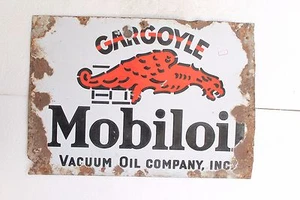 GARGOYLE
Mobiloil
VACUUM OIL COMPANY, INC.